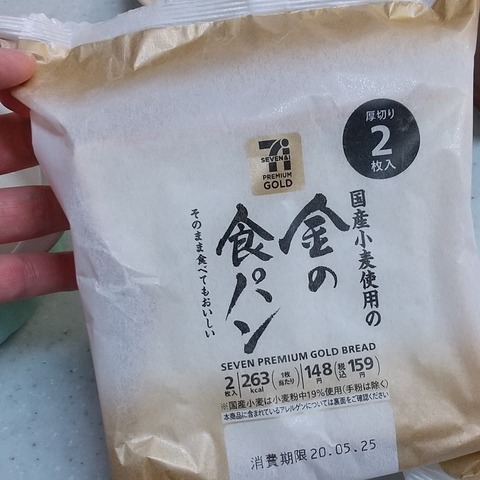 厚切り
2
枚入
7i
SEVEN&i
PREMIUM
GOLD
国産小麦使用の
金の
食パン
そのまま食べてもおいしい
SEVEN PREMIUM GOLD BREAD
2枚入 263kcal (1枚当たり) 148円 (税込159円)
※国産小麦は小麦粉中19%使用(手粉は除く)
本商品に含まれているアレルゲンについては裏面をご確認ください
消費期限 20.05.25